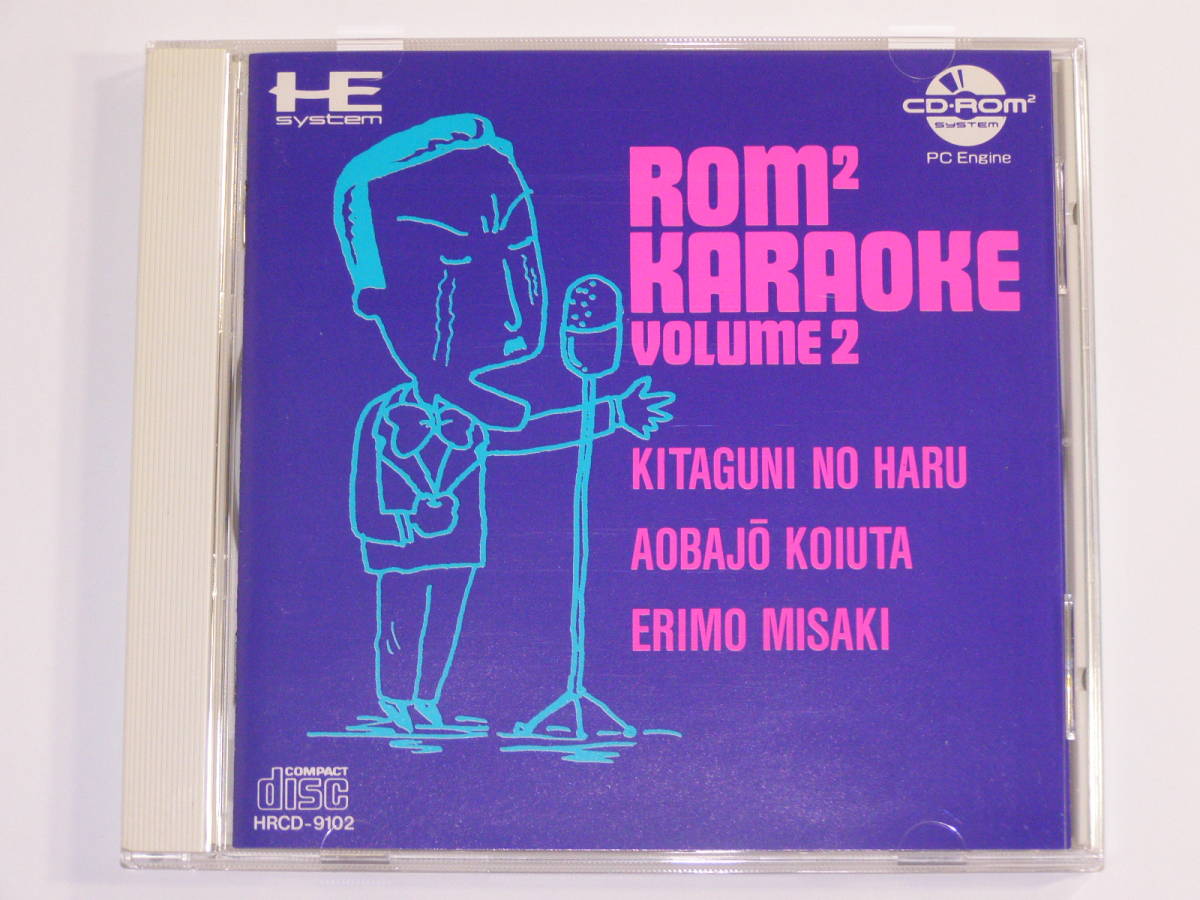 HE
system
CD·ROM²
SYSTEM
PC Engine
ROM²
KARAOKE
VOLUME 2
KITAGUNI NO HARU
AOBAJŌ KOIUTA
ERIMO MISAKI
COMPACT
disc
HRCD-9102